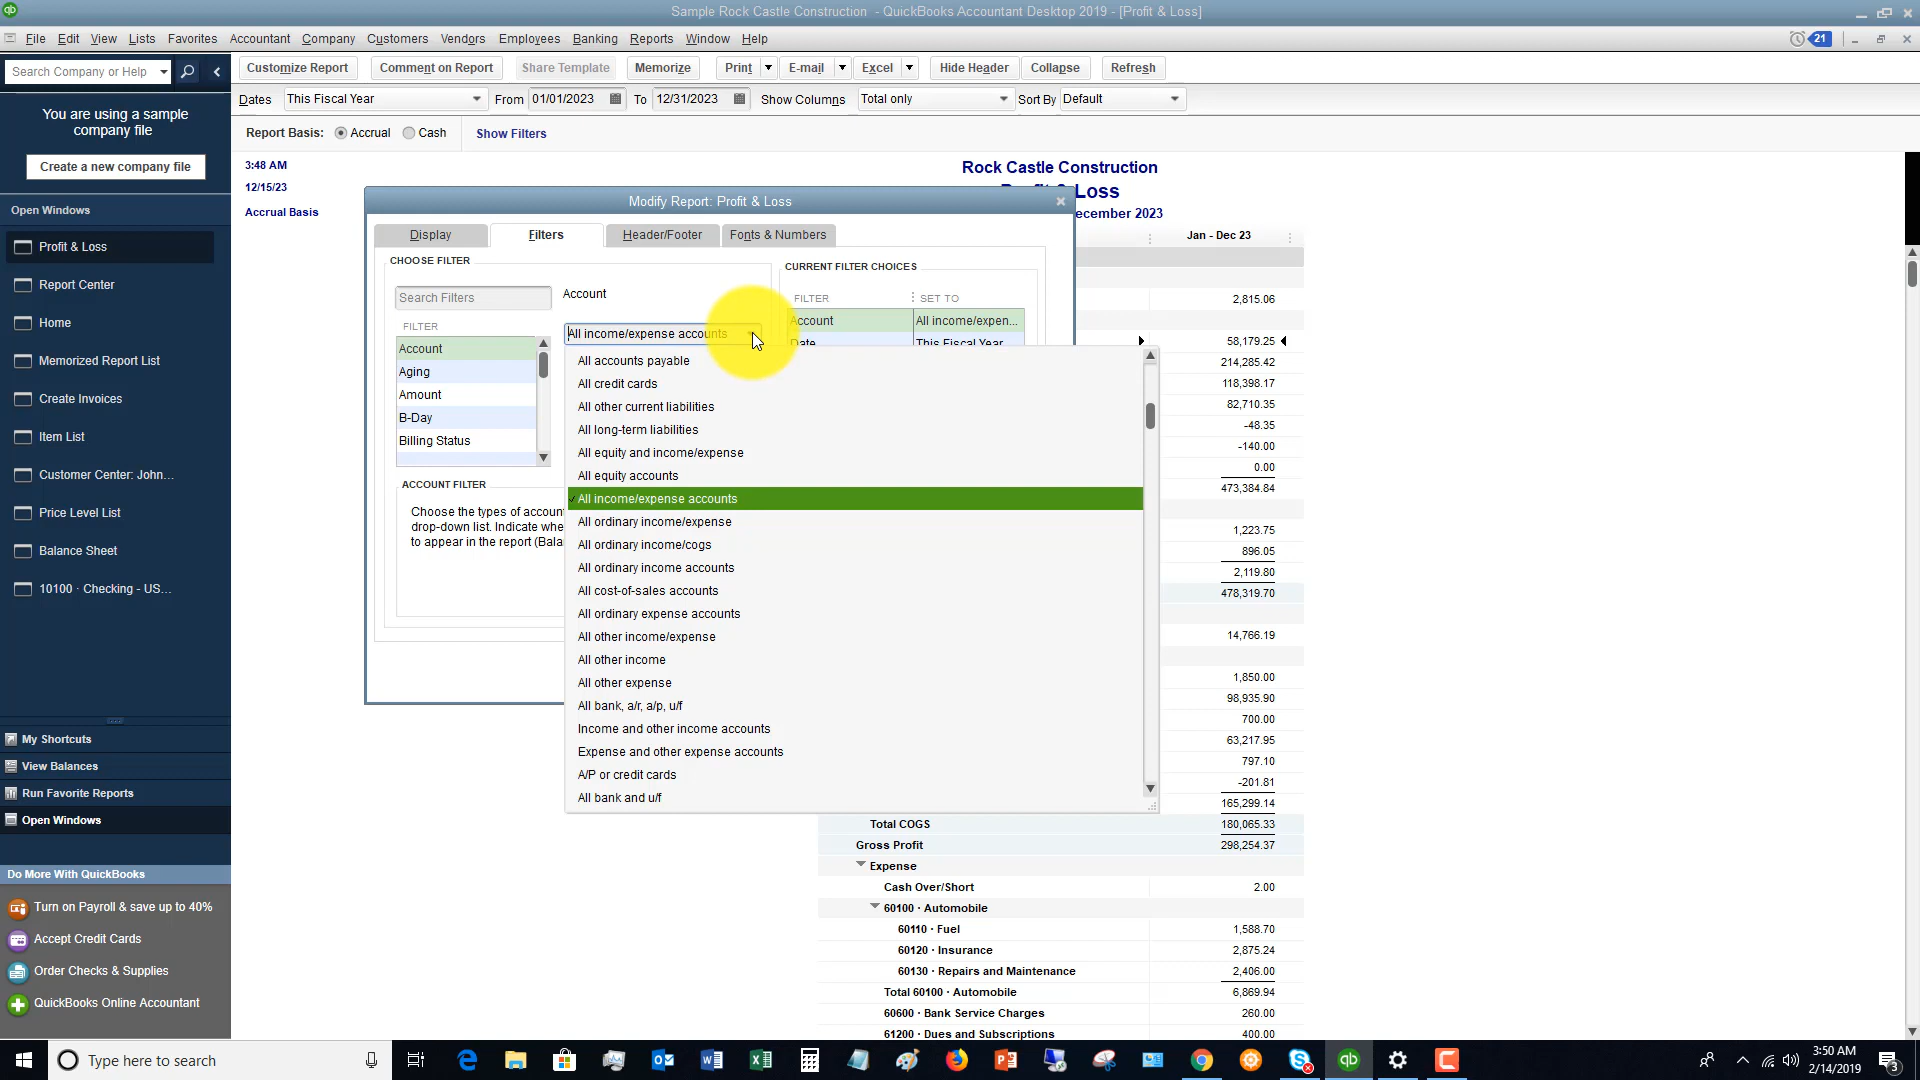 Sample Rock Castle Construction - QuickBooks Accountant Desktop 2019 - [Profit & Loss]
File Edit View Lists Favorites Accountant Company Customers Vendors Employees Banking Reports Window Help
21
Search Company or Help
Customize Report Comment on Report Share Template Memorize Print E-mail Excel Hide Header Collapse Refresh
Dates This Fiscal Year From 01/01/2023 To 12/31/2023 Show Columns Total only Sort By Default
Report Basis: Accrual Cash Show Filters
You are using a sample
company file
Create a new company file
Open Windows
Profit & Loss
Report Center
Home
Memorized Report List
Create Invoices
Item List
Customer Center: John...
Price Level List
Balance Sheet
10100 · Checking - US...
My Shortcuts
View Balances
Run Favorite Reports
Open Windows
Do More With QuickBooks
Turn on Payroll & save up to 40%
Accept Credit Cards
Order Checks & Supplies
QuickBooks Online Accountant
3:48 AM
12/15/23
Accrual Basis
Rock Castle Construction
Loss
ecember 2023
Jan - Dec 23
Modify Report: Profit & Loss
Display Filters Header/Footer Fonts & Numbers
CHOOSE FILTER
Search Filters
FILTER
Account
Aging
Amount
B-Day
Billing Status
Account
All income/expense accounts
CURRENT FILTER CHOICES
FILTER SET TO
Account All income/expen...
Date This Fiscal Year
ACCOUNT FILTER
Choose the types of accoun
drop-down list. Indicate whe
to appear in the report (Bala
All accounts payable
All credit cards
All other current liabilities
All long-term liabilities
All equity and income/expense
All equity accounts
✓ All income/expense accounts
All ordinary income/expense
All ordinary income/cogs
All ordinary income accounts
All cost-of-sales accounts
All ordinary expense accounts
All other income/expense
All other income
All other expense
All bank, a/r, a/p, u/f
Income and other income accounts
Expense and other expense accounts
A/P or credit cards
All bank and u/f
2,815.06
58,179.25
214,285.42
118,398.17
82,710.35
-48.35
-140.00
0.00
473,384.84
1,223.75
896.05
2,119.80
478,319.70
14,766.19
1,850.00
98,935.90
700.00
63,217.95
797.10
-201.81
165,299.14
Total COGS 180,065.33
Gross Profit 298,254.37
Expense
Cash Over/Short 2.00
60100 · Automobile
60110 · Fuel 1,588.70
60120 · Insurance 2,875.24
60130 · Repairs and Maintenance 2,406.00
Total 60100 · Automobile 6,869.94
60600 · Bank Service Charges 260.00
61200 · Dues and Subscriptions 400.00
Type here to search
3:50 AM
2/14/2019
3